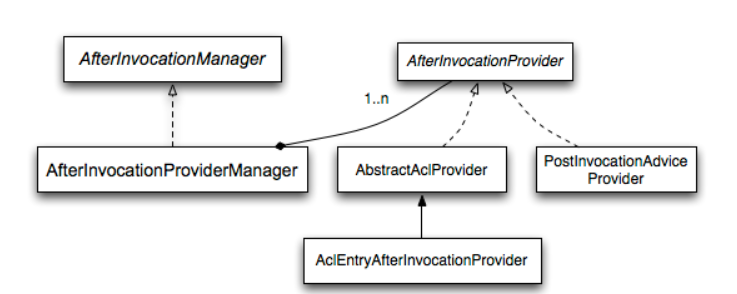 AfterInvocationManager
AfterInvocationProvider
1..n
AfterInvocationProviderManager
AbstractAclProvider
PostInvocationAdvice
Provider
AclEntryAfterInvocationProvider